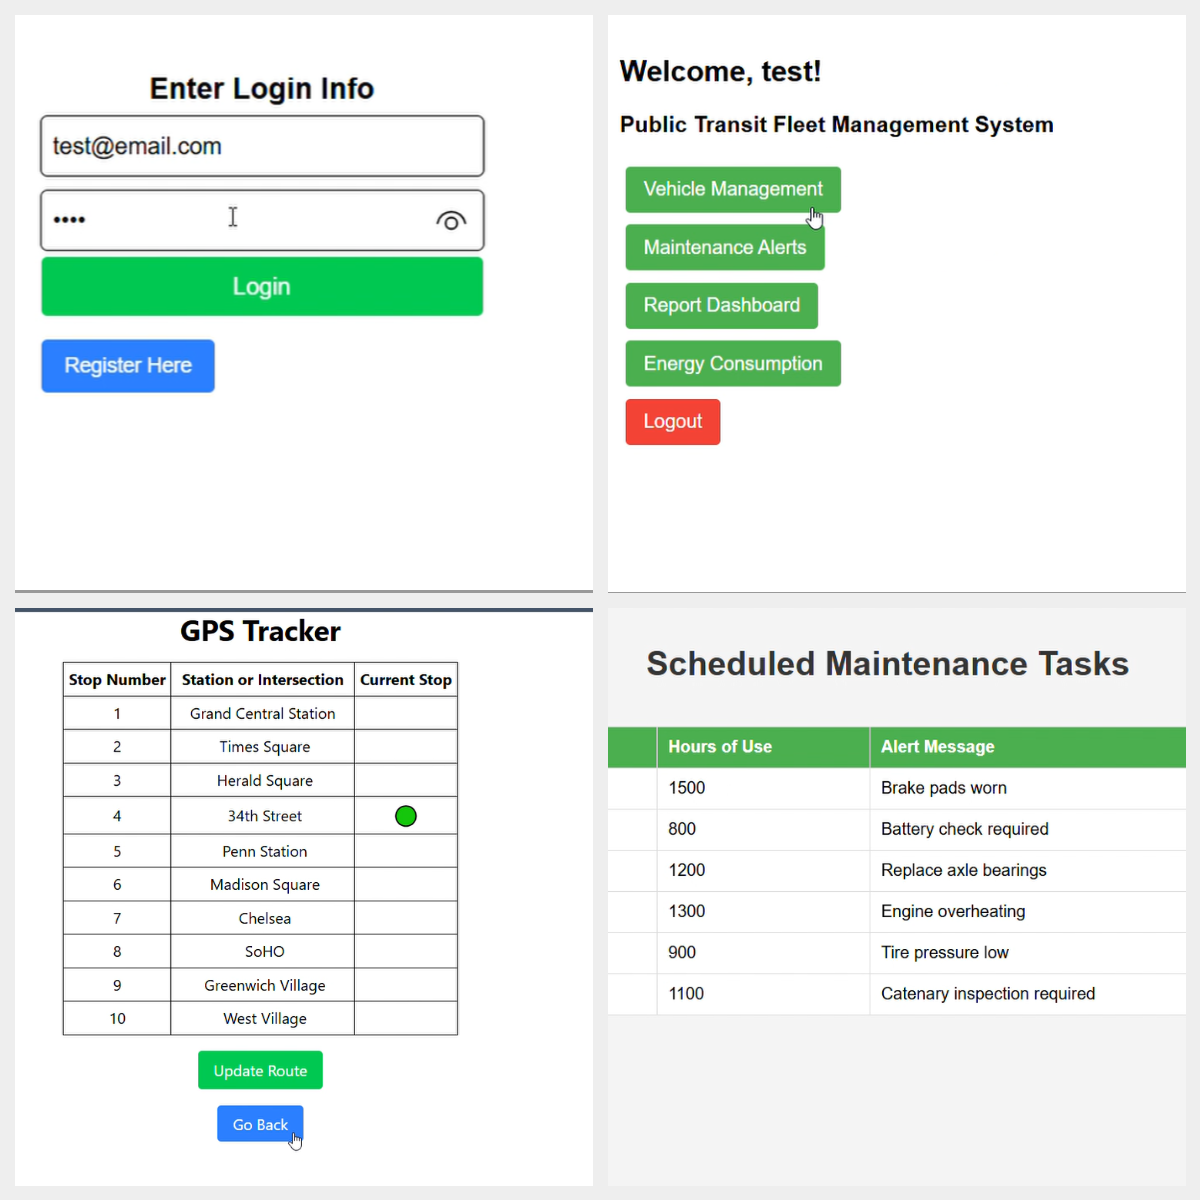 Enter Login Info
test@email.com
••••
Login
Register Here
Welcome, test!
Public Transit Fleet Management System
Vehicle Management
Maintenance Alerts
Report Dashboard
Energy Consumption
Logout
GPS Tracker
Stop Number Station or Intersection Current Stop
1 Grand Central Station
2 Times Square
3 Herald Square
4 34th Street
5 Penn Station
6 Madison Square
7 Chelsea
8 SoHO
9 Greenwich Village
10 West Village
Update Route
Go Back
Scheduled Maintenance Tasks
Hours of Use Alert Message
1500 Brake pads worn
800 Battery check required
1200 Replace axle bearings
1300 Engine overheating
900 Tire pressure low
1100 Catenary inspection required